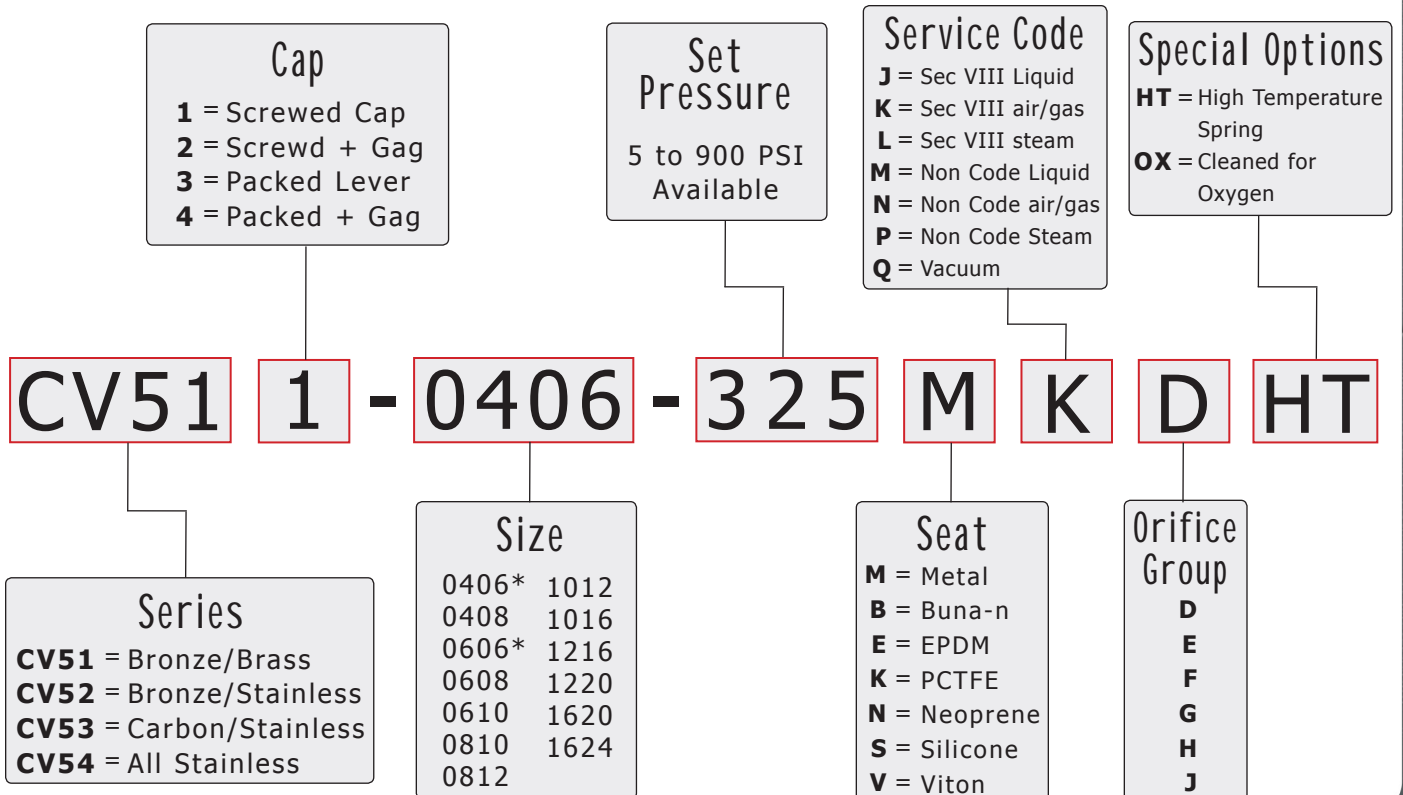 Cap
1 = Screwed Cap
2 = Screwd + Gag
3 = Packed Lever
4 = Packed + Gag
Set
Pressure
5 to 900 PSI
Available
Service Code
J = Sec VIII Liquid
K = Sec VIII air/gas
L = Sec VIII steam
M = Non Code Liquid
N = Non Code air/gas
P = Non Code Steam
Q = Vacuum
Special Options
HT = High Temperature
Spring
OX = Cleaned for
Oxygen
CV51 1 - 0406 - 325 M K D HT
Series
CV51 = Bronze/Brass
CV52 = Bronze/Stainless
CV53 = Carbon/Stainless
CV54 = All Stainless
Size
0406* 1012
0408 1016
0606* 1216
0608 1220
0610 1620
0810 1624
0812
Seat
M = Metal
B = Buna-n
E = EPDM
K = PCTFE
N = Neoprene
S = Silicone
V = Viton
Orifice
Group
D
E
F
G
H
J